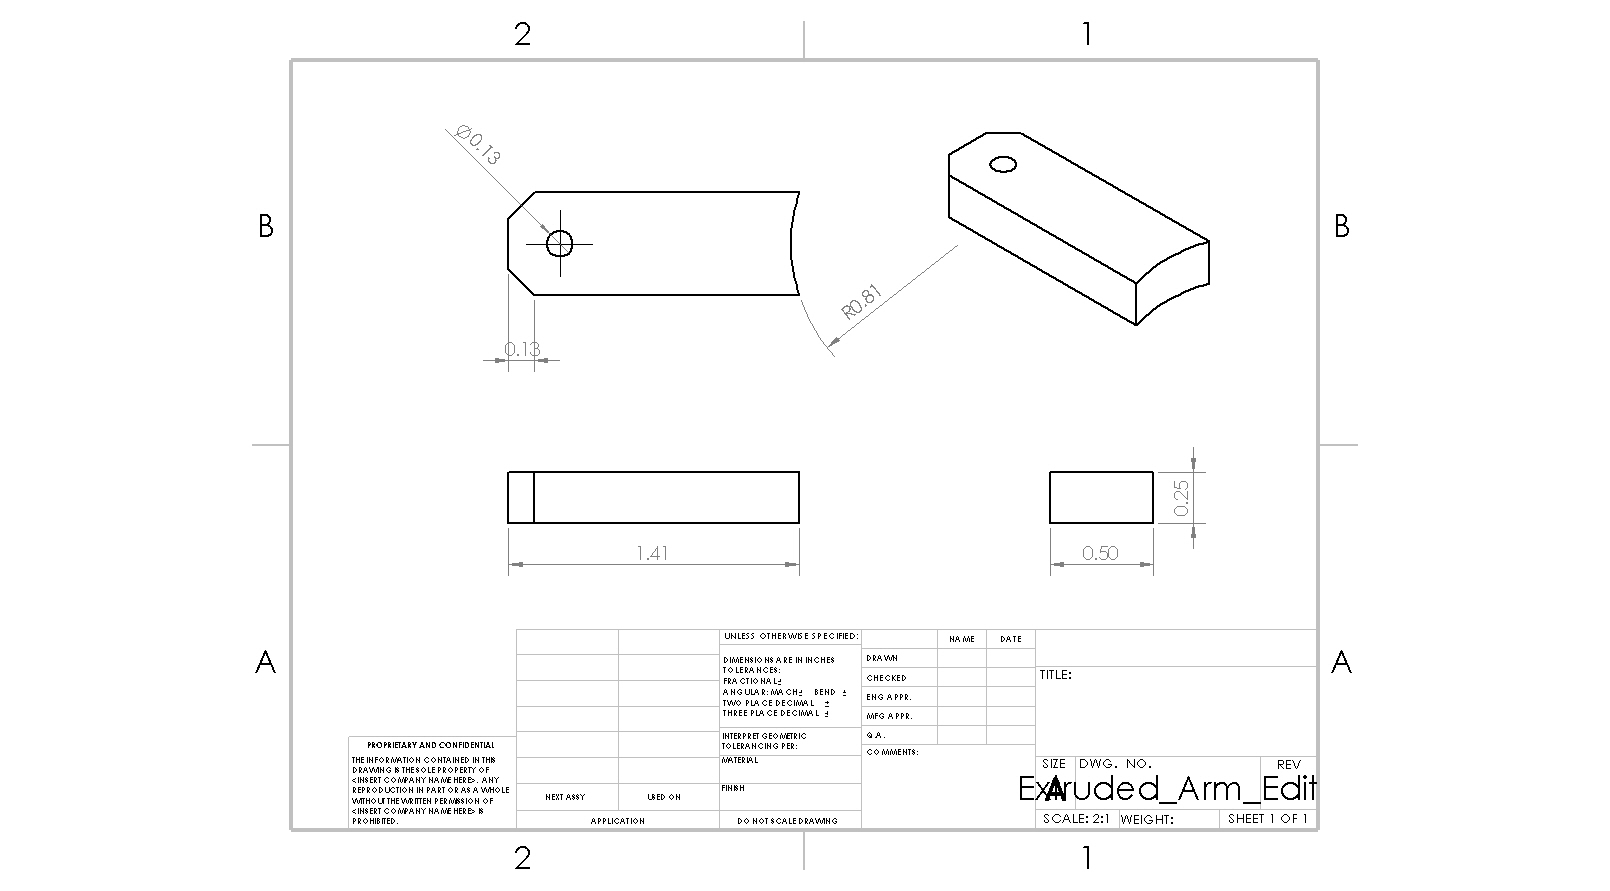 2 1
B B
Ø0.13
R0.81
0.13
0.25
1.41 0.50
A A
UNLESS OTHERWISE SPECIFIED:
DIMENSIONS ARE IN INCHES
TOLERANCES:
FRACTIONAL±
ANGULAR: MACH± BEND ±
TWO PLACE DECIMAL ±
THREE PLACE DECIMAL ±
INTERPRET GEOMETRIC
TOLERANCING PER:
MATERIAL
FINISH
DO NOT SCALE DRAWING
NAME DATE
DRAWN
CHECKED
ENG APPR.
MFG APPR.
Q.A.
COMMENTS:
TITLE:
SIZE DWG. NO. REV
A
Extruded_Arm_Edit
SCALE: 2:1 WEIGHT: SHEET 1 OF 1
PROPRIETARY AND CONFIDENTIAL
THE INFORMATION CONTAINED IN THIS
DRAWING IS THE SOLE PROPERTY OF
<INSERT COMPANY NAME HERE>. ANY
REPRODUCTION IN PART OR AS A WHOLE
WITHOUT THE WRITTEN PERMISSION OF
<INSERT COMPANY NAME HERE> IS
PROHIBITED.
NEXT ASSY USED ON
APPLICATION
2 1